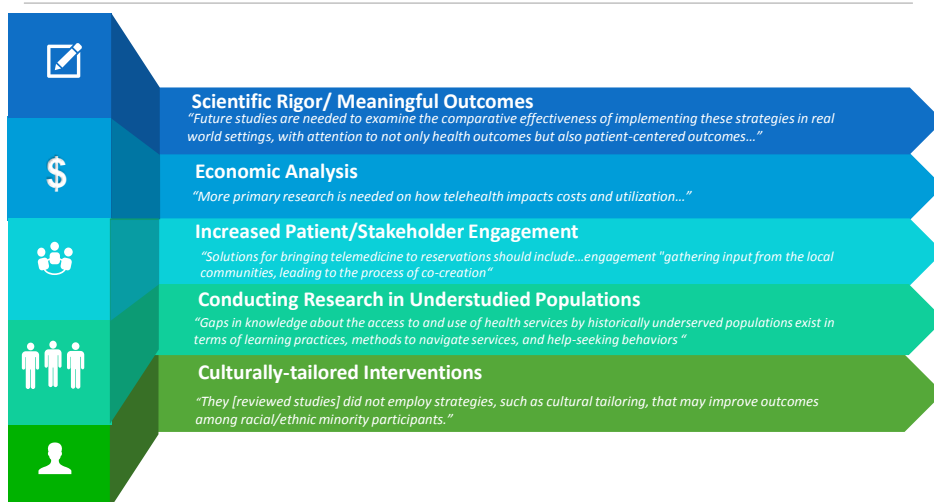 Scientific Rigor/ Meaningful Outcomes
“Future studies are needed to examine the comparative effectiveness of implementing these strategies in real
world settings, with attention to not only health outcomes but also patient-centered outcomes…”
$
Economic Analysis
“More primary research is needed on how telehealth impacts costs and utilization…”
Increased Patient/Stakeholder Engagement
“Solutions for bringing telemedicine to reservations should include…engagement "gathering input from the local
communities, leading to the process of co-creation“
Conducting Research in Understudied Populations
“Gaps in knowledge about the access to and use of health services by historically underserved populations exist in
terms of learning practices, methods to navigate services, and help-seeking behaviors “
Culturally-tailored Interventions
“They [reviewed studies] did not employ strategies, such as cultural tailoring, that may improve outcomes
among racial/ethnic minority participants.”